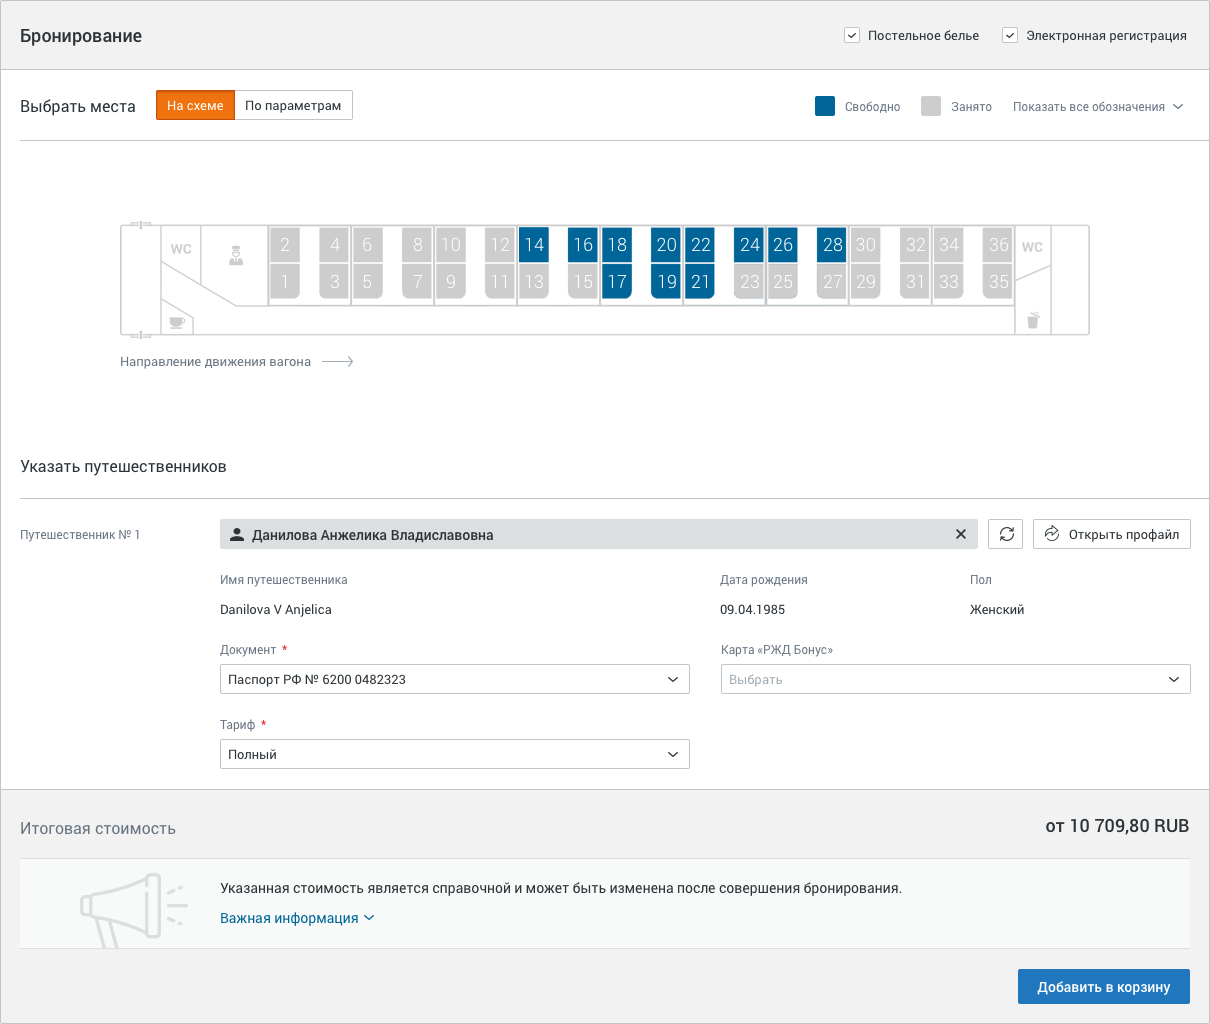 Бронирование
Постельное белье
Электронная регистрация
Выбрать места
На схеме
По параметрам
Свободно
Занято
Показать все обозначения
WC
2 4 6 8 10 12 14 16 18 20 22 24 26 28 30 32 34 36
WC
1 3 5 7 9 11 13 15 17 19 21 23 25 27 29 31 33 35
Направление движения вагона
Указать путешественников
Путешественник № 1
Данилова Анжелика Владиславовна
Открыть профайл
Имя путешественника
Дата рождения
Пол
Danilova V Anjelica
09.04.1985
Женский
Документ *
Карта «РЖД Бонус»
Паспорт РФ № 6200 0482323
Выбрать
Тариф *
Полный
Итоговая стоимость
от 10 709,80 RUB
Указанная стоимость является справочной и может быть изменена после совершения бронирования.
Важная информация
Добавить в корзину